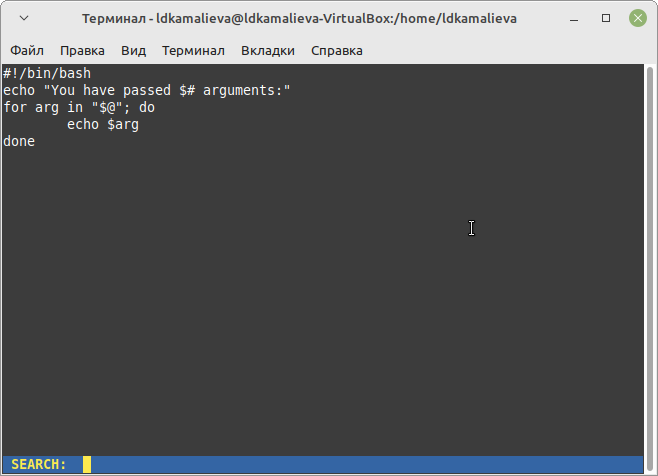 Терминал - ldkamalieva@ldkamalieva-VirtualBox:/home/ldkamalieva
Файл Правка Вид Терминал Вкладки Справка
#!/bin/bash
echo "You have passed $# arguments:"
for arg in "$@"; do
        echo $arg
done
SEARCH: